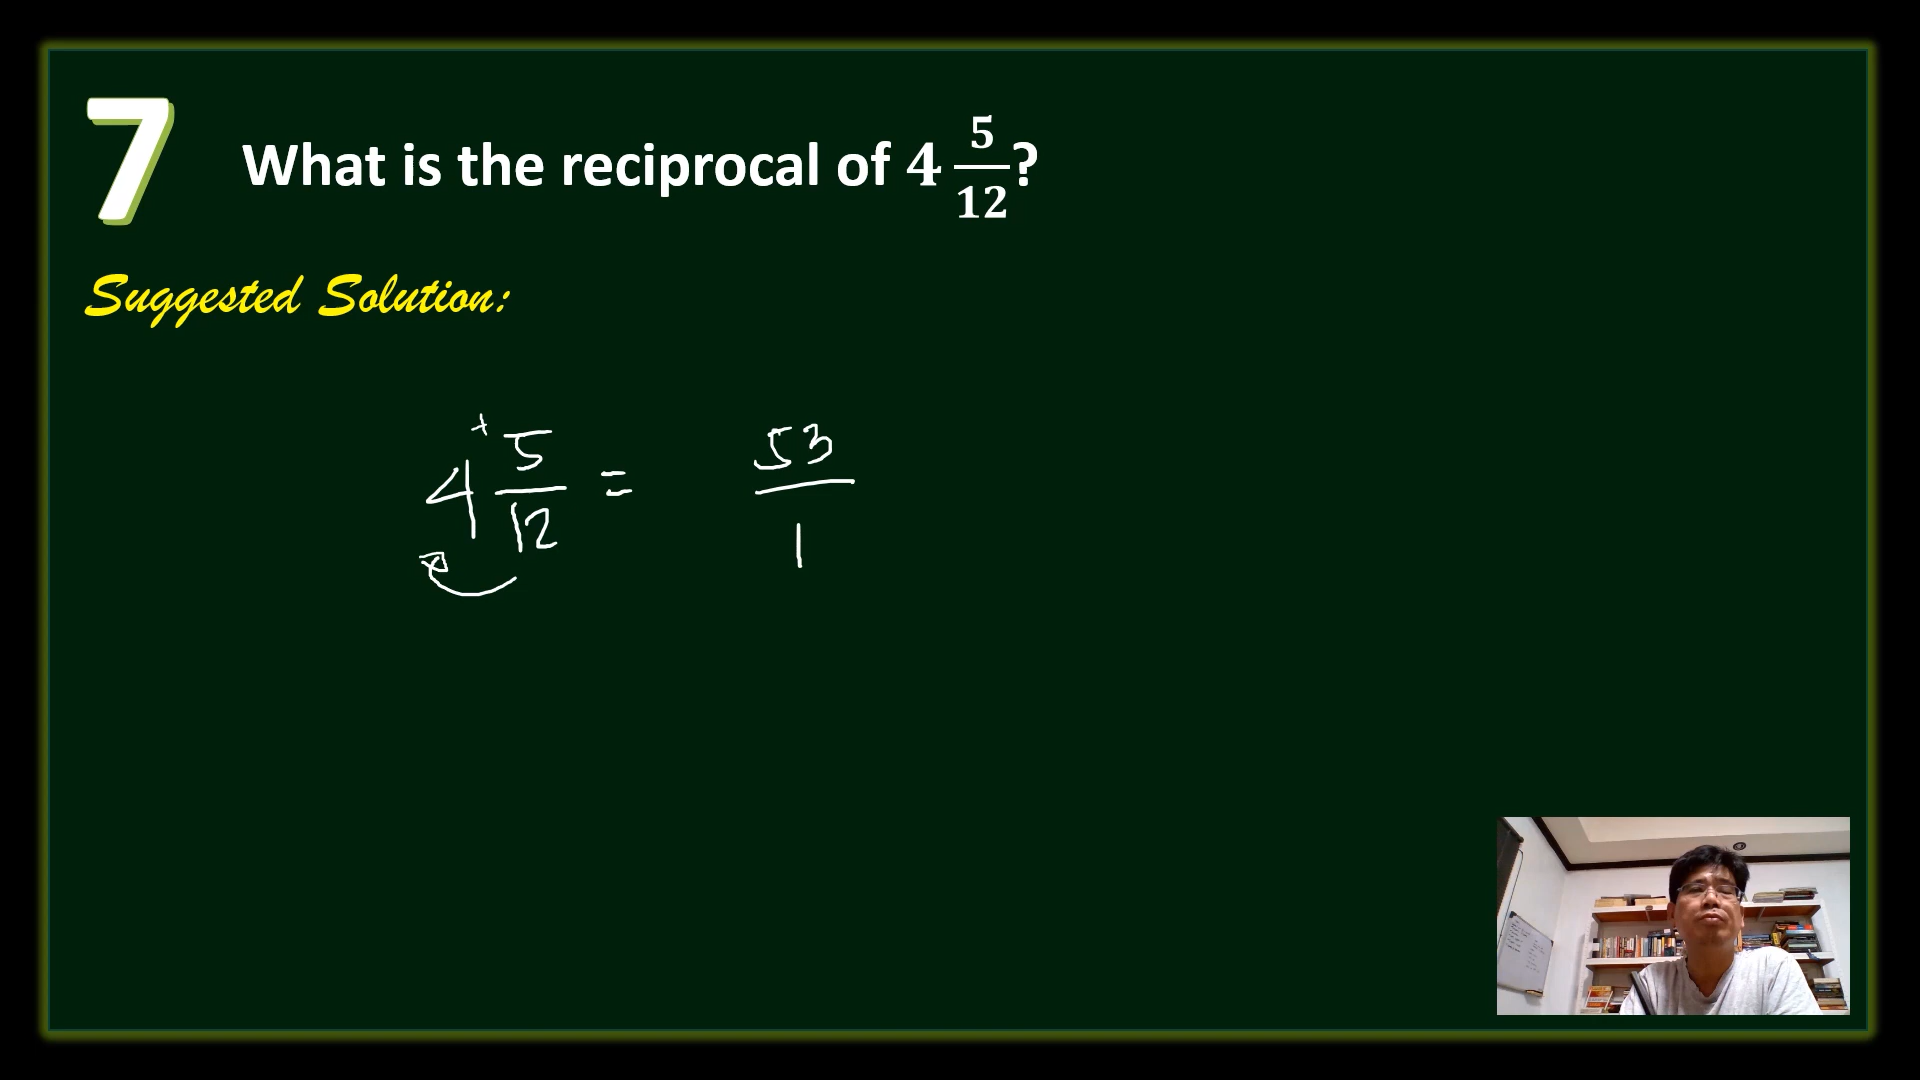 7 What is the reciprocal of 4 5/12?
Suggested Solution:
4 + 5/12 = 53/1